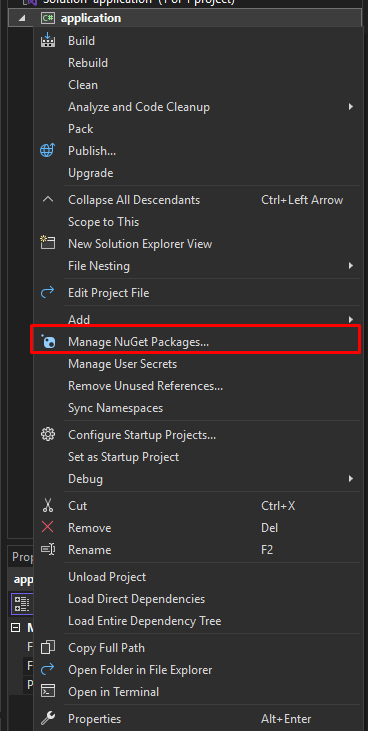 Solution 'application' (1 of 1 project)
C# application
Build
Rebuild
Clean
Analyze and Code Cleanup
Pack
Publish...
Upgrade
Collapse All Descendants Ctrl+Left Arrow
Scope to This
New Solution Explorer View
File Nesting
Edit Project File
Add
Manage NuGet Packages...
Manage User Secrets
Remove Unused References...
Sync Namespaces
Configure Startup Projects...
Set as Startup Project
Debug
Cut Ctrl+X
Remove Del
Rename F2
Prop
Unload Project
app
Load Direct Dependencies
Load Entire Dependency Tree
M
F
Copy Full Path
F
Open Folder in File Explorer
P
Open in Terminal
Properties Alt+Enter